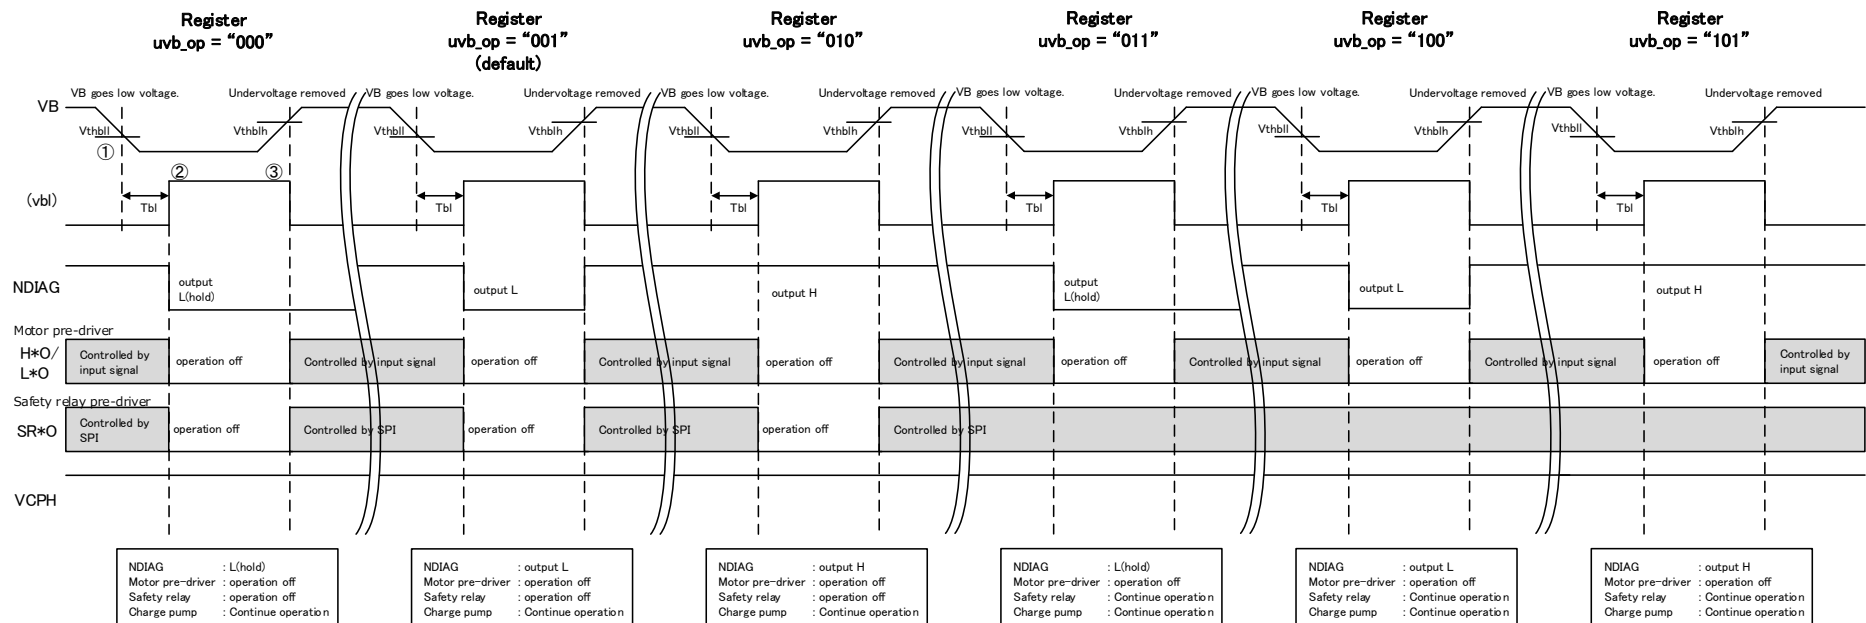 Register
uvb_op = “000”
Register
uvb_op = “001”
(default)
Register
uvb_op = “010”
Register
uvb_op = “011”
Register
uvb_op = “100”
Register
uvb_op = “101”
VB
VB goes low voltage.
Undervoltage removed
VB goes low voltage.
Undervoltage removed
VB goes low voltage.
Undervoltage removed
VB goes low voltage.
Undervoltage removed
VB goes low voltage.
Undervoltage removed
VB goes low voltage.
Undervoltage removed
Vthbll
Vthblh
Vthbll
Vthblh
Vthbll
Vthblh
Vthbll
Vthblh
Vthbll
Vthblh
Vthbll
Vthblh
①
②
③
(vbl)
Tbl
Tbl
Tbl
Tbl
Tbl
Tbl
NDIAG
output
L(hold)
output L
output H
output
L(hold)
output L
output H
Motor pre-driver
H*O/
L*O
Controlled by
input signal
operation off
Controlled by input signal
operation off
Controlled by input signal
operation off
Controlled by input signal
operation off
Controlled by input signal
operation off
Controlled by input signal
operation off
Controlled by
input signal
Safety relay pre-driver
SR*O
Controlled by
SPI
operation off
Controlled by SPI
operation off
Controlled by SPI
operation off
Controlled by SPI
VCPH
NDIAG : L(hold)
Motor pre-driver : operation off
Safety relay : operation off
Charge pump : Continue operation
NDIAG : output L
Motor pre-driver : operation off
Safety relay : operation off
Charge pump : Continue operation
NDIAG : output H
Motor pre-driver : operation off
Safety relay : operation off
Charge pump : Continue operation
NDIAG : L(hold)
Motor pre-driver : operation off
Safety relay : Continue operation
Charge pump : Continue operation
NDIAG : output L
Motor pre-driver : operation off
Safety relay : Continue operation
Charge pump : Continue operation
NDIAG : output H
Motor pre-driver : operation off
Safety relay : Continue operation
Charge pump : Continue operation